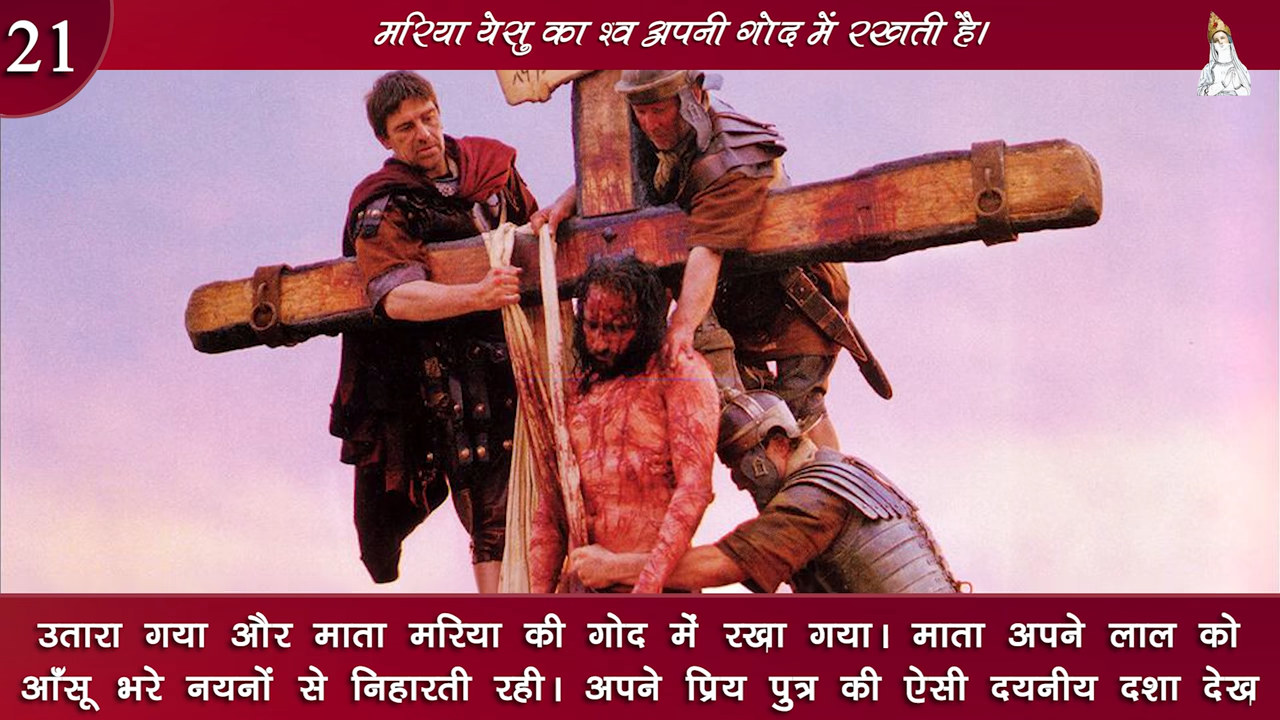 21
मरिया येसु का श्व अपनी गोद में रखती है।
उतारा गया और माता मरिया की गोद में रखा़ गया। माता अपने लाल को
आँसू भरे नयनों से निहारती रही। अपने प्रिय पुत्र की ऐसी दयनीय दशा देख़